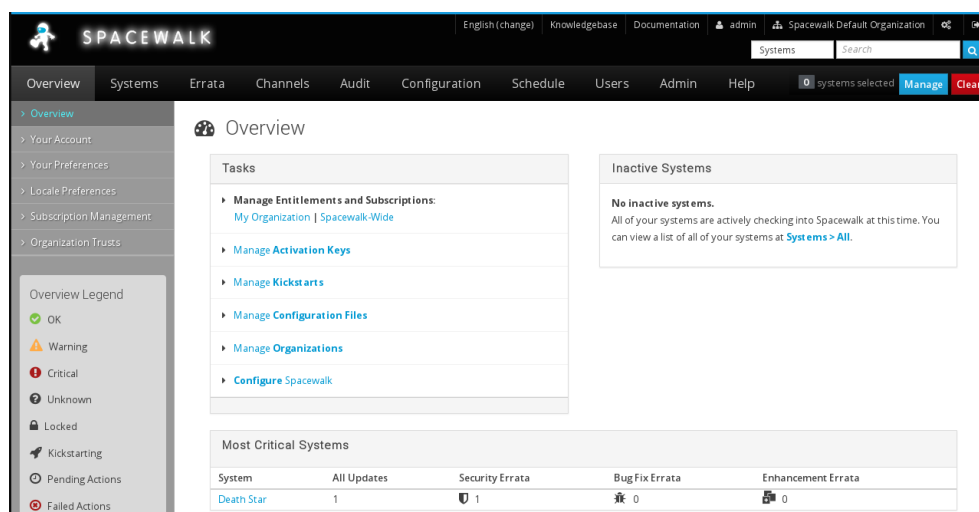 English (change) Knowledgebase Documentation admin Spacewalk Default Organization
SPACEWALK
Systems Search
Overview Systems Errata Channels Audit Configuration Schedule Users Admin Help 0 systems selected Manage Clear
Overview
Your Account
Your Preferences
Locale Preferences
Subscription Management
Organization Trusts
Overview Legend
OK
Warning
Critical
Unknown
Locked
Kickstarting
Pending Actions
Failed Actions
Overview
Tasks
Manage Entitlements and Subscriptions:
My Organization | Spacewalk-Wide
Manage Activation Keys
Manage Kickstarts
Manage Configuration Files
Manage Organizations
Configure Spacewalk
Inactive Systems
No inactive systems.
All of your systems are actively checking into Spacewalk at this time. You
can view a list of all of your systems at Systems > All.
Most Critical Systems
System All Updates Security Errata Bug Fix Errata Enhancement Errata
Death Star 1 1 0 0